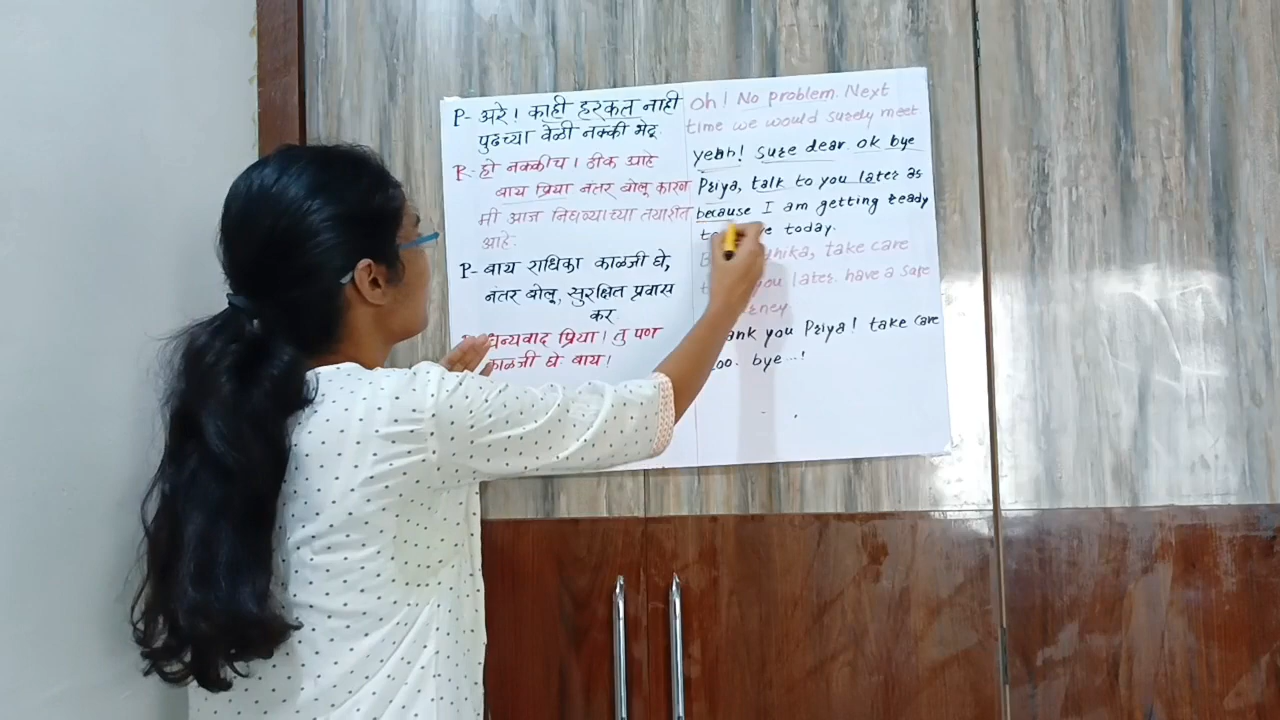 P- अरे! काही हरकत नाही
पुढच्या वेळी नक्की भेटू.
R- हो नक्कीच। ठीक आहे
बाय प्रिया नंतर बोलू कारण
मी आज निघण्याच्या तयारीत
आहे.
P- बाय राधिका काळजी घे,
नंतर बोलू, सुरक्षित प्रवास
कर
धन्यवाद प्रिया! तु पण
काळजी घे. बाय!
Oh! No problem. Next
time we would surely meet.
yeah! Sure dear. ok bye
Priya, talk to you later as
because I am getting ready
today.
take care
you later. have a safe
Priya! take care
too. bye...!